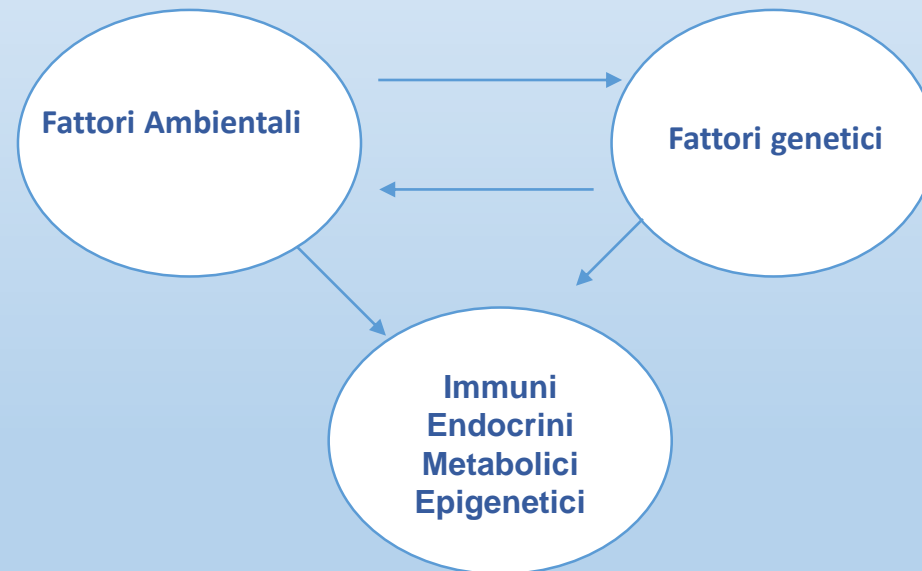 Fattori Ambientali
Fattori genetici
Immuni
Endocrini
Metabolici
Epigenetici